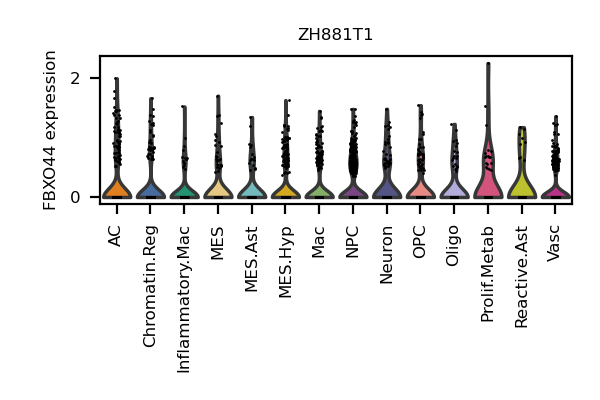 ZH881T1
FBXO44 expression
2
0
AC
Chromatin.Reg
Inflammatory.Mac
MES
MES.Ast
MES.Hyp
Mac
NPC
Neuron
OPC
Oligo
Prolif.Metab
Reactive.Ast
Vasc